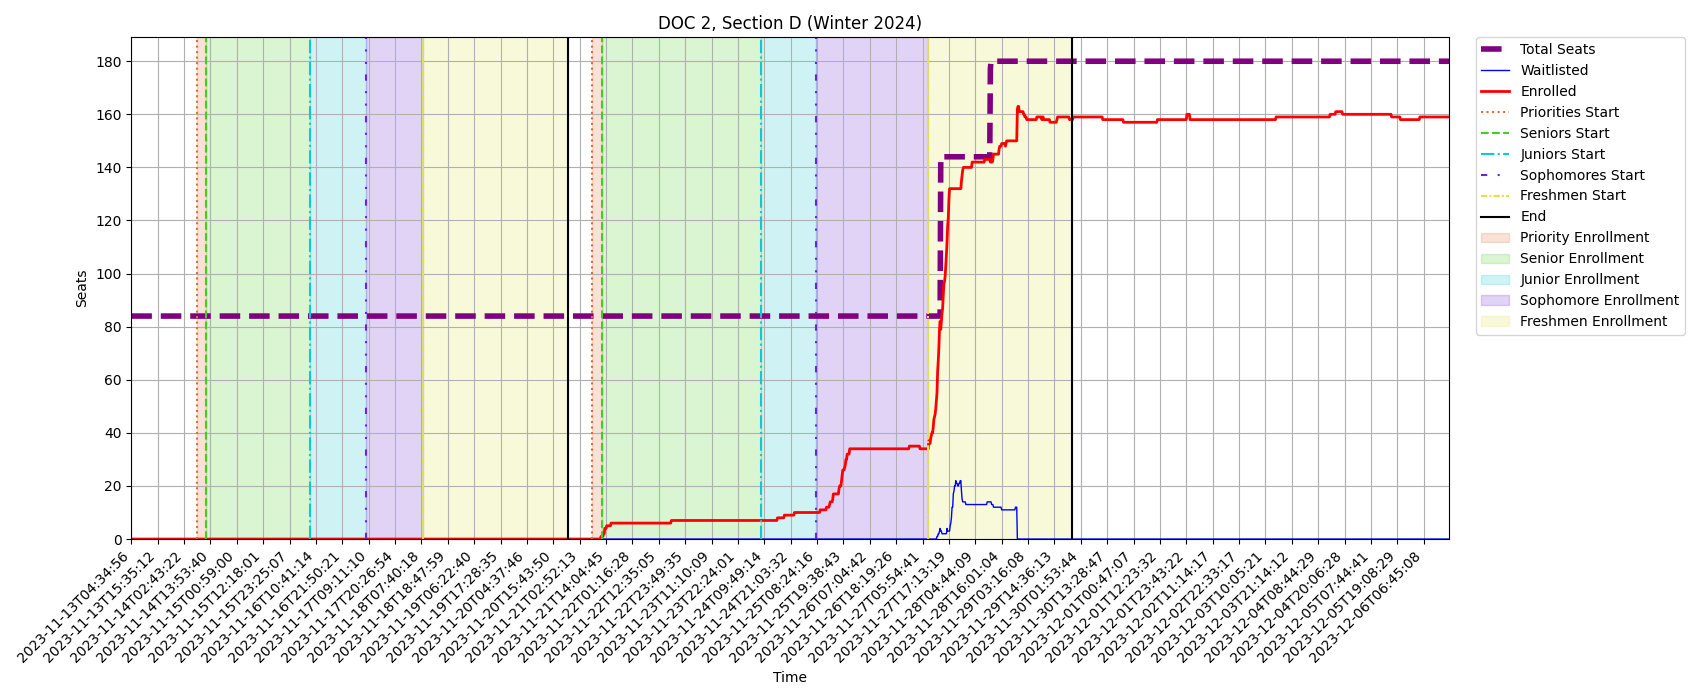 DOC 2, Section D (Winter 2024)
Seats
180
160
140
120
100
80
60
40
20
0
2023-11-13T04:34:56
2023-11-13T15:35:12
2023-11-14T02:43:22
2023-11-14T13:53:40
2023-11-15T00:59:00
2023-11-15T12:18:01
2023-11-15T23:25:07
2023-11-16T10:41:14
2023-11-16T21:50:21
2023-11-17T09:11:10
2023-11-17T20:26:54
2023-11-18T07:40:18
2023-11-18T18:47:59
2023-11-19T06:22:40
2023-11-19T17:28:35
2023-11-20T04:37:46
2023-11-20T15:43:50
2023-11-21T02:52:13
2023-11-21T14:04:45
2023-11-22T01:16:28
2023-11-22T12:35:05
2023-11-22T23:49:35
2023-11-23T11:10:09
2023-11-23T22:24:01
2023-11-24T09:49:14
2023-11-24T21:03:32
2023-11-25T08:24:16
2023-11-25T19:38:43
2023-11-26T07:04:42
2023-11-26T18:19:26
2023-11-27T05:54:41
2023-11-27T17:13:19
2023-11-28T04:44:09
2023-11-28T16:01:04
2023-11-29T03:16:08
2023-11-29T14:36:13
2023-11-30T01:53:44
2023-11-30T13:28:47
2023-12-01T00:47:07
2023-12-01T12:23:32
2023-12-01T23:43:22
2023-12-02T11:14:17
2023-12-02T22:33:17
2023-12-03T10:05:21
2023-12-03T21:14:12
2023-12-04T08:44:29
2023-12-04T20:06:28
2023-12-05T07:44:41
2023-12-05T19:08:29
2023-12-06T06:45:08
Time
Total Seats
Waitlisted
Enrolled
Priorities Start
Seniors Start
Juniors Start
Sophomores Start
Freshmen Start
End
Priority Enrollment
Senior Enrollment
Junior Enrollment
Sophomore Enrollment
Freshmen Enrollment